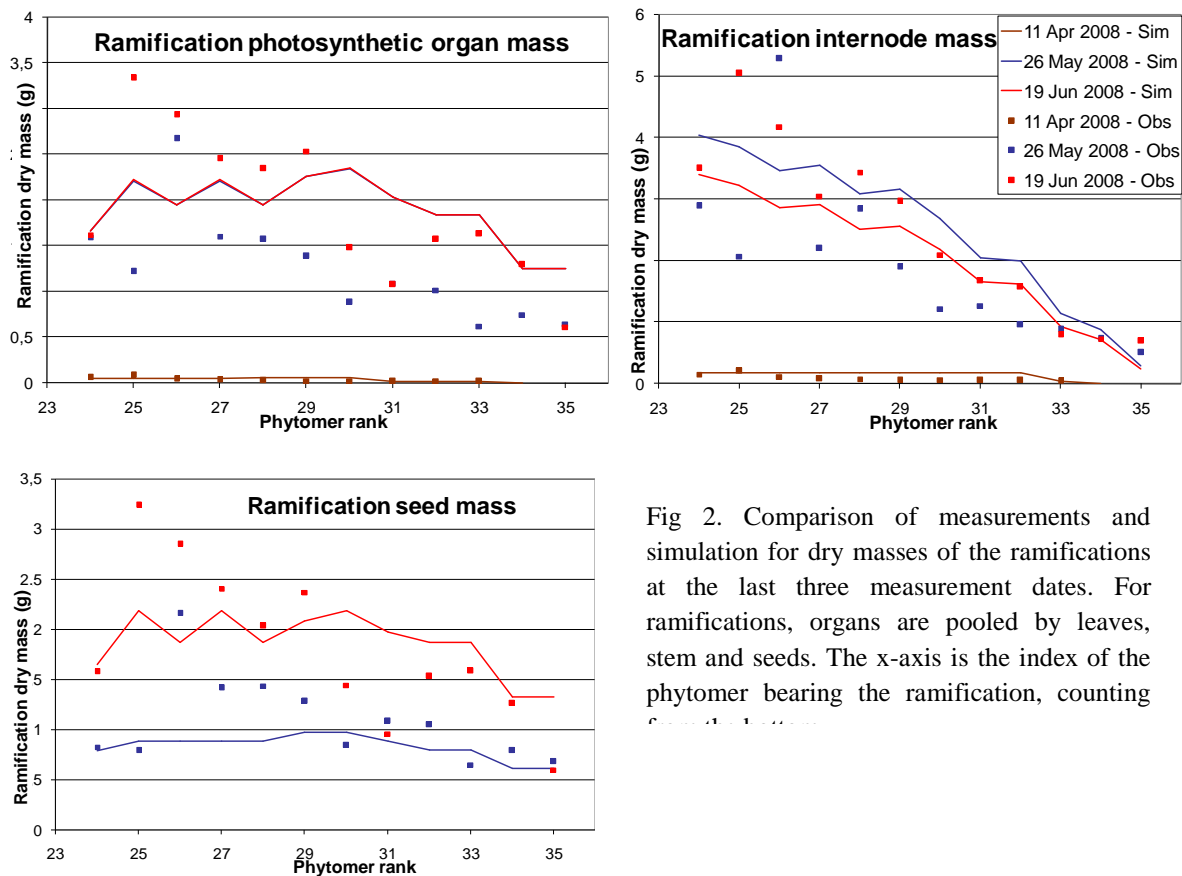 4
Ramification photosynthetic organ mass
3,5
Ramification dry mass (g)
0,5
0
23 25 27 29 31 33 35
Phytomer rank
6
Ramification internode mass
5
4
Ramification dry mass (g)
0
23 25 27 29 31 33 35
Phytomer rank
11 Apr 2008 - Sim
26 May 2008 - Sim
19 Jun 2008 - Sim
11 Apr 2008 - Obs
26 May 2008 - Obs
19 Jun 2008 - Obs
3,5
Ramification seed mass
3
2,5
2
5
1
5
0
Ramification dry mass (g)
23 25 27 29 31 33 35
Phytomer rank
Fig 2. Comparison of measurements and
simulation for dry masses of the ramifications
at the last three measurement dates. For
ramifications, organs are pooled by leaves,
stem and seeds. The x-axis is the index of the
phytomer bearing the ramification, counting